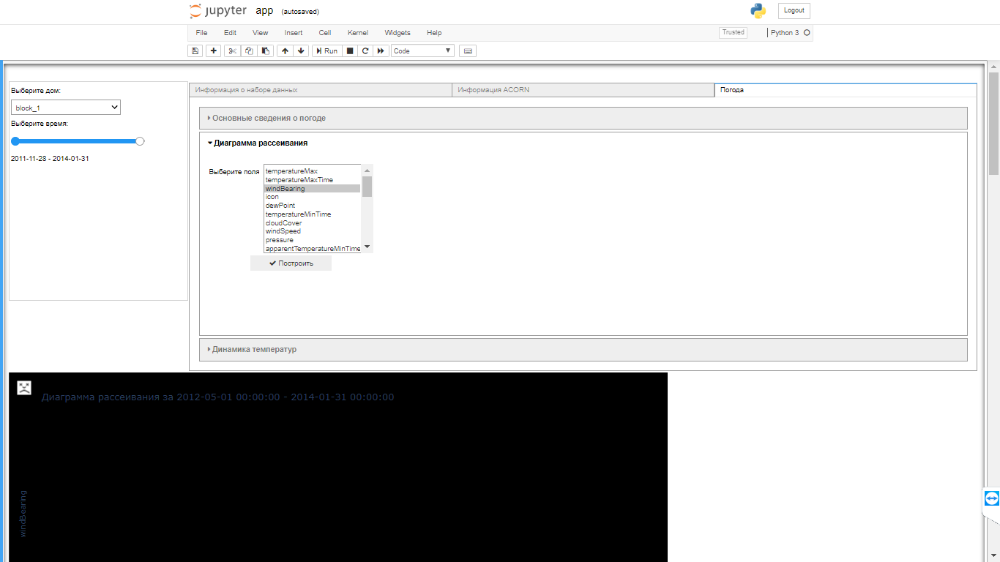 jupyter app (autosaved)
Logout
File Edit View Insert Cell Kernel Widgets Help
Trusted
Python 3
Run
Code
Выберите дом:
block_1
Выберите время:
2011-11-28 - 2014-01-31
Информация о наборе данных
Информация ACORN
Погода
Основные сведения о погоде
Диаграмма рассеивания
Выберите поля
temperatureMax
temperatureMaxTime
windBearing
icon
dewPoint
temperatureMinTime
cloudCover
windSpeed
pressure
apparentTemperatureMinTime
Построить
Динамика температур
Диаграмма рассеивания за 2012-05-01 00:00:00 - 2014-01-31 00:00:00
windBearing